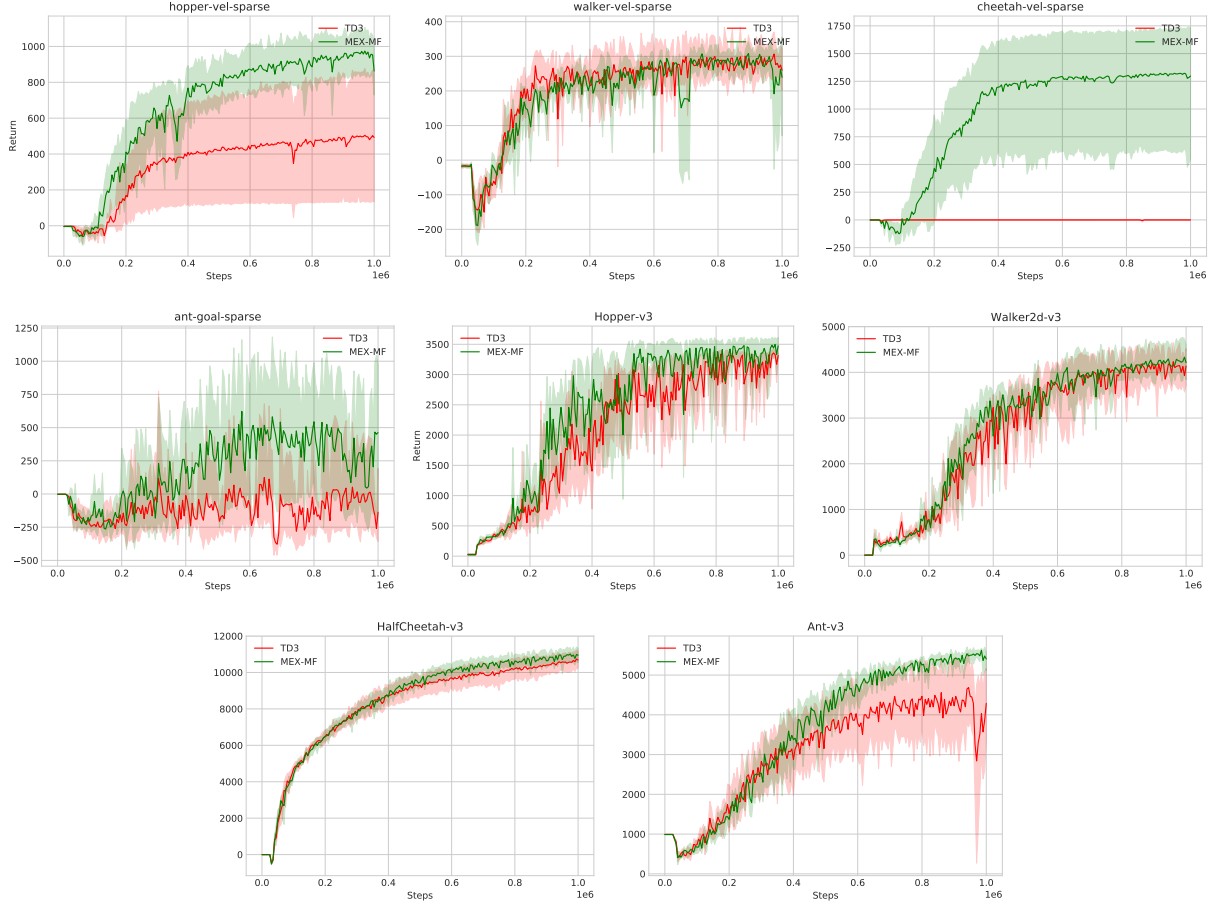 hopper-vel-sparse
TD3
MEX-MF
1000
800
600
400
200
0
Return
0.0 0.2 0.4 0.6 0.8 1.0
Steps
1e6
walker-vel-sparse
TD3
MEX-MF
400
300
200
100
0
−100
−200
0.0 0.2 0.4 0.6 0.8 1.0
Steps
1e6
cheetah-vel-sparse
TD3
MEX-MF
1750
1500
1250
1000
750
500
250
0
−250
0.0 0.2 0.4 0.6 0.8 1.0
Steps
1e6
ant-goal-sparse
TD3
MEX-MF
1250
1000
750
500
250
0
−250
−500
0.0 0.2 0.4 0.6 0.8 1.0
Steps
1e6
Hopper-v3
TD3
MEX-MF
3500
3000
2500
2000
1500
1000
500
0
Return
0.0 0.2 0.4 0.6 0.8 1.0
Steps
1e6
Walker2d-v3
TD3
MEX-MF
5000
4000
3000
2000
1000
0
0.0 0.2 0.4 0.6 0.8 1.0
Steps
1e6
HalfCheetah-v3
TD3
MEX-MF
12000
10000
8000
6000
4000
2000
0
0.0 0.2 0.4 0.6 0.8 1.0
Steps
1e6
Ant-v3
TD3
MEX-MF
5000
4000
3000
2000
1000
0
0.0 0.2 0.4 0.6 0.8 1.0
Steps
1e6